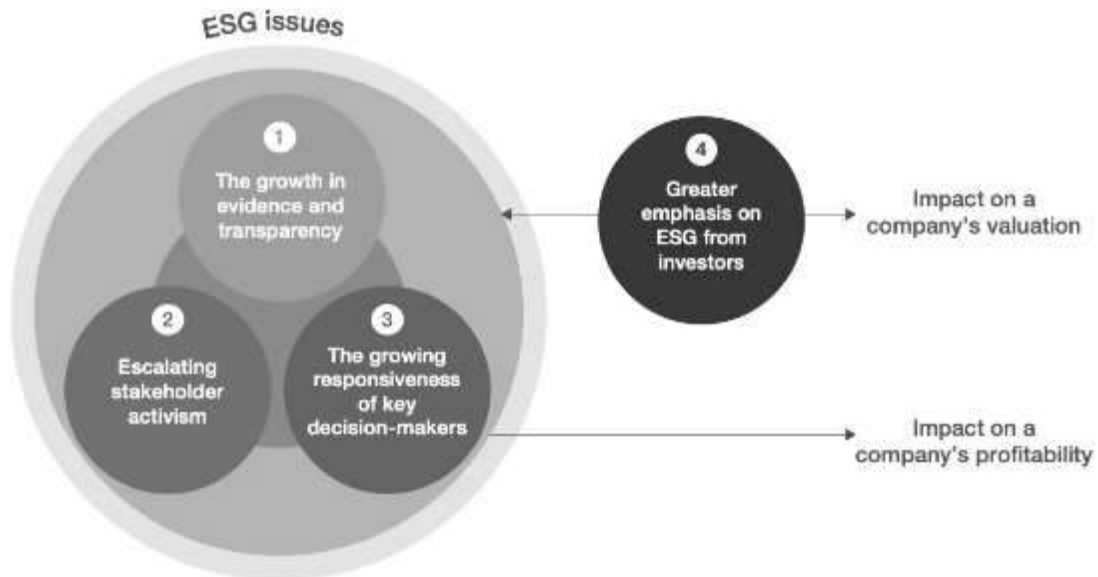 ESG issues
1
The growth in
evidence and
transparency
2
Escalating
stakeholder
activism
3
The growing
responsiveness
of key
decision-makers
4
Greater
emphasis on
ESG from
investors
Impact on a
company's valuation
Impact on a
company's profitability